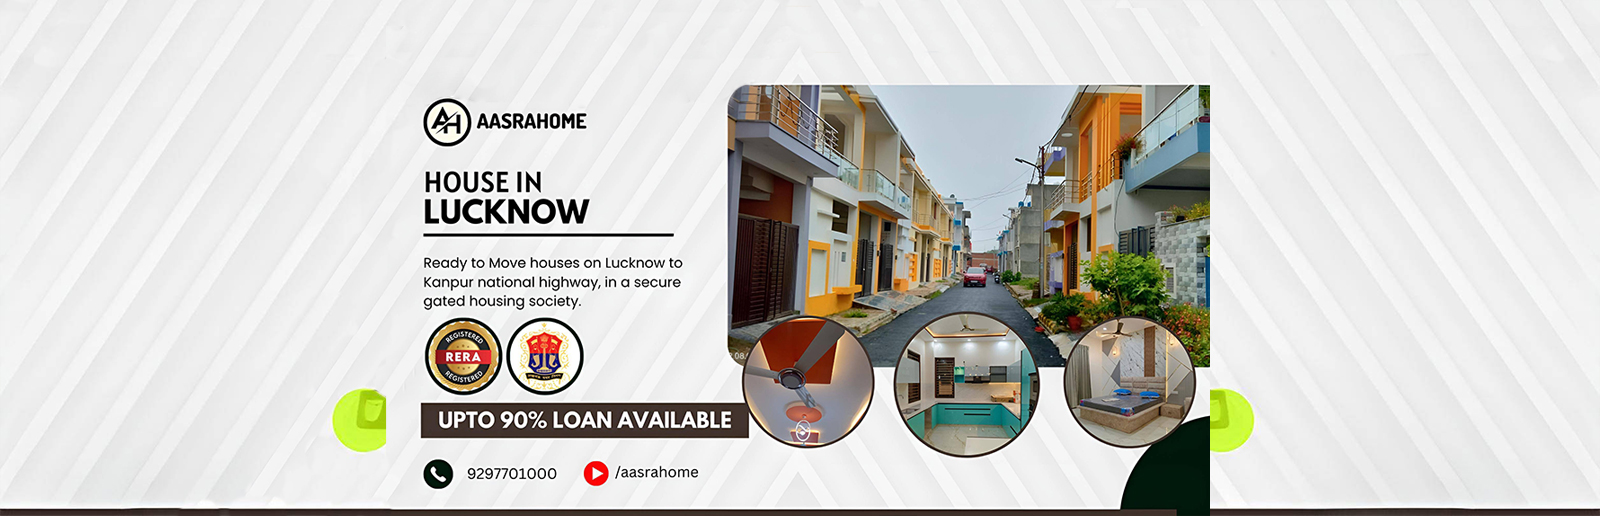 AH AASRAHOME
HOUSE IN
LUCKNOW
Ready to Move houses on Lucknow to
Kanpur national highway, in a secure
gated housing society.
REGISTERED
RERA
REGISTERED
UPTO 90% LOAN AVAILABLE
9297701000
/aasrahome